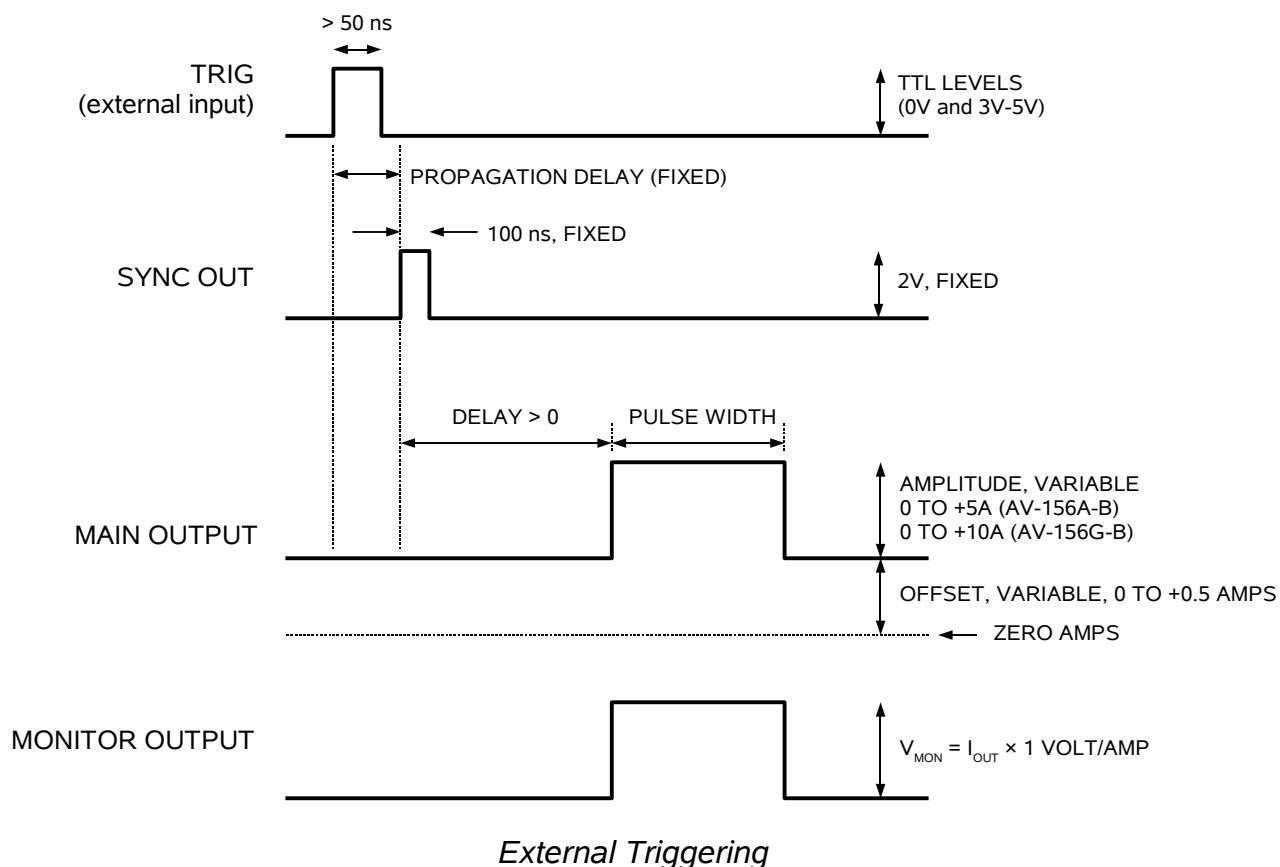 > 50 ns
TRIG
(external input)
TTL LEVELS
(0V and 3V-5V)
PROPAGATION DELAY (FIXED)
100 ns, FIXED
SYNC OUT
2V, FIXED
DELAY > 0
PULSE WIDTH
MAIN OUTPUT
AMPLITUDE, VARIABLE
0 TO +5A (AV-156A-B)
0 TO +10A (AV-156G-B)
OFFSET, VARIABLE, 0 TO +0.5 AMPS
ZERO AMPS
MONITOR OUTPUT
VMON = IOUT × 1 VOLT/AMP
External Triggering